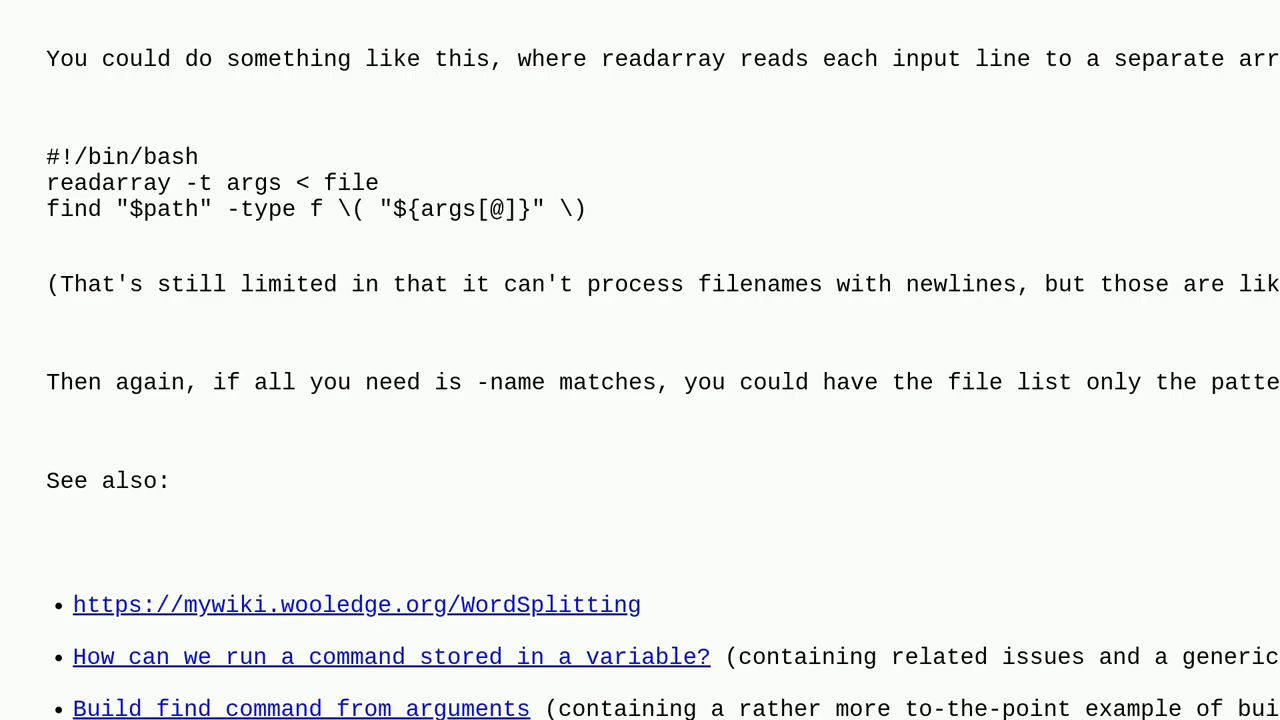 You could do something like this, where readarray reads each input line to a separate arr
#!/bin/bash
readarray -t args < file
find "$path" -type f \( "${args[@]}" \)
(That's still limited in that it can't process filenames with newlines, but those are lik
Then again, if all you need is -name matches, you could have the file list only the patte
See also:
• https://mywiki.wooledge.org/WordSplitting
• How can we run a command stored in a variable? (containing related issues and a generic
• Build find command from arguments (containing a rather more to-the-point example of bui